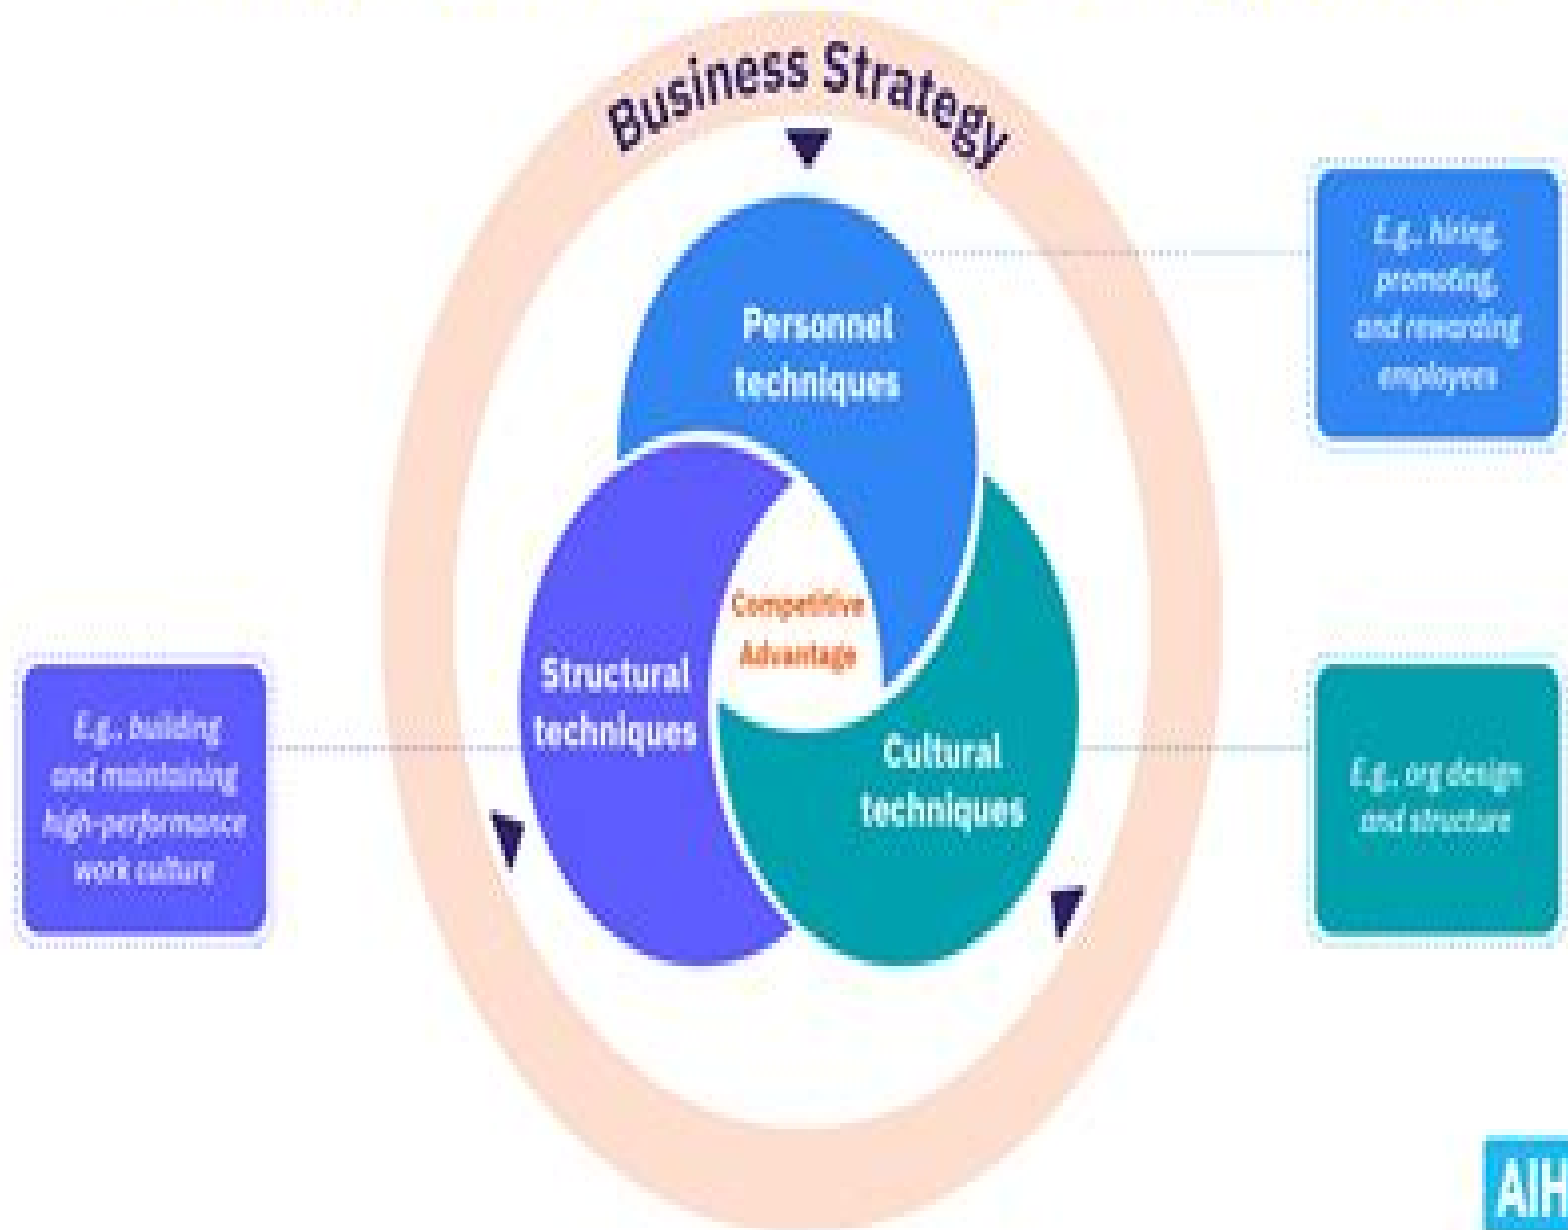 Business Strategy
E.g., hiring,
promoting,
and rewarding
employees
Personnel
techniques
Competitive
Advantage
Structural
techniques
E.g., building
and maintaining
high-performance
work culture
Cultural
techniques
E.g., org design
and structure
AIH